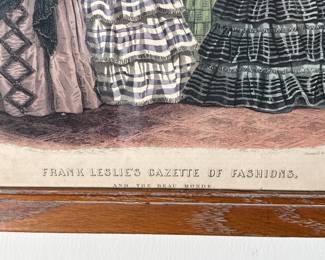 FRANK LESLIE'S GAZETTE OF FASHIONS,
AND THE BEAU MONDE